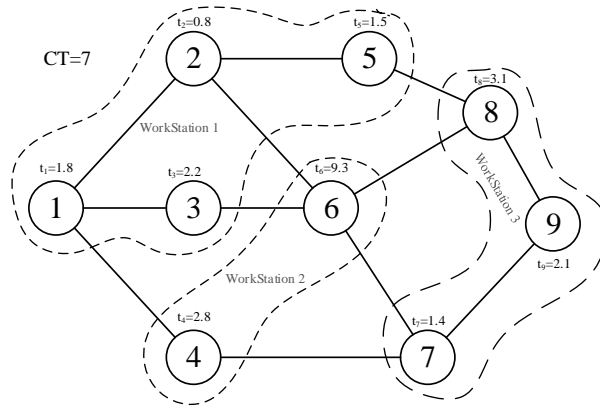 t₂=0.8
t₅=1.5
CT=7
2
5
t₈=3.1
8
WorkStation 1
t₁=1.8
t₃=2.2
t₆=9.3
WorkStation 3
1
3
6
9
t₉=2.1
WorkStation 2
t₄=2.8
t₇=1.4
4
7